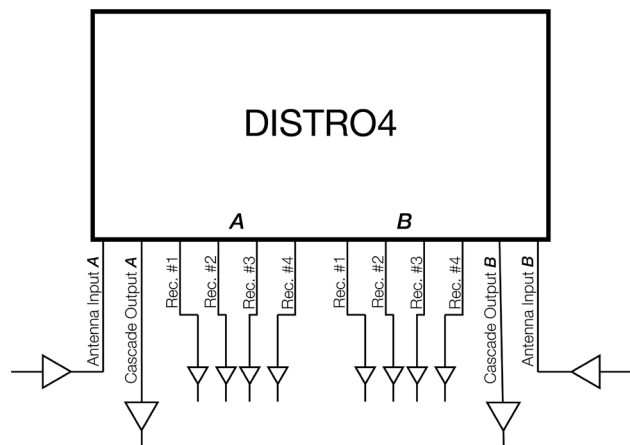 DISTRO4
A
B
Antenna Input A
Cascade Output A
Rec. #1
Rec. #2
Rec. #3
Rec. #4
Rec. #1
Rec. #2
Rec. #3
Rec. #4
Cascade Output B
Antenna Input B